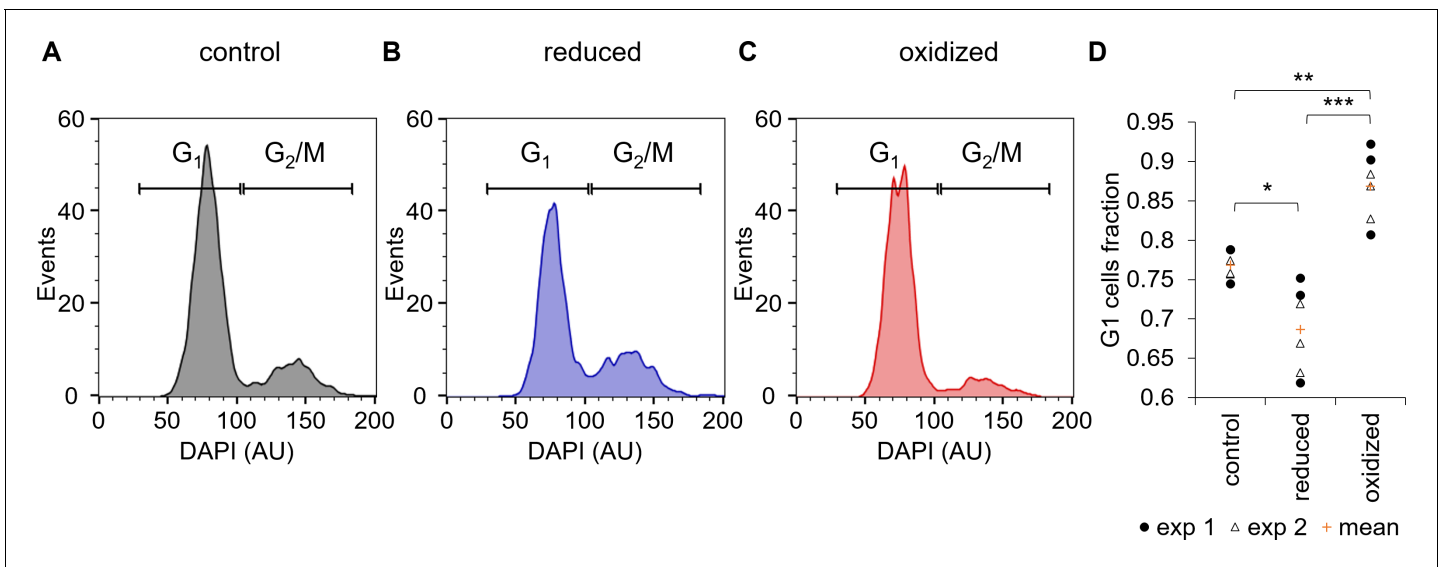 A control B reduced C oxidized D
** 
***
*
60
40
20
0
Events
G1 G2/M
0 50 100 150 200
DAPI (AU)
60
40
20
0
Events
G1 G2/M
0 50 100 150 200
DAPI (AU)
60
40
20
0
Events
G1 G2/M
0 50 100 150 200
DAPI (AU)
0.95
0.9
0.85
0.8
0.75
0.7
0.65
0.6
G1 cells fraction
control
reduced
oxidized
exp 1 exp 2 mean